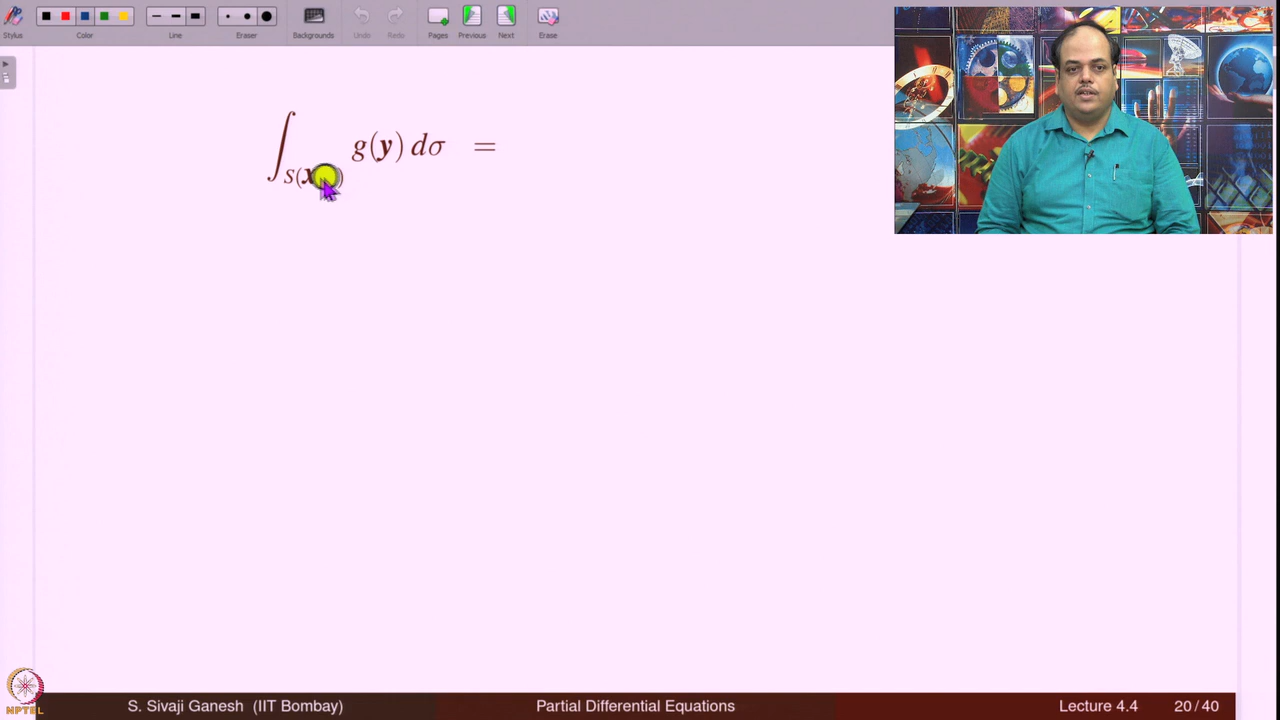 Stylus Color Line Eraser Backgrounds Undo Redo Pages Previous Next Erase
∫_{S(x )} g(y) dσ =
NPTEL
S. Sivaji Ganesh (IIT Bombay) Partial Differential Equations Lecture 4.4 20/40